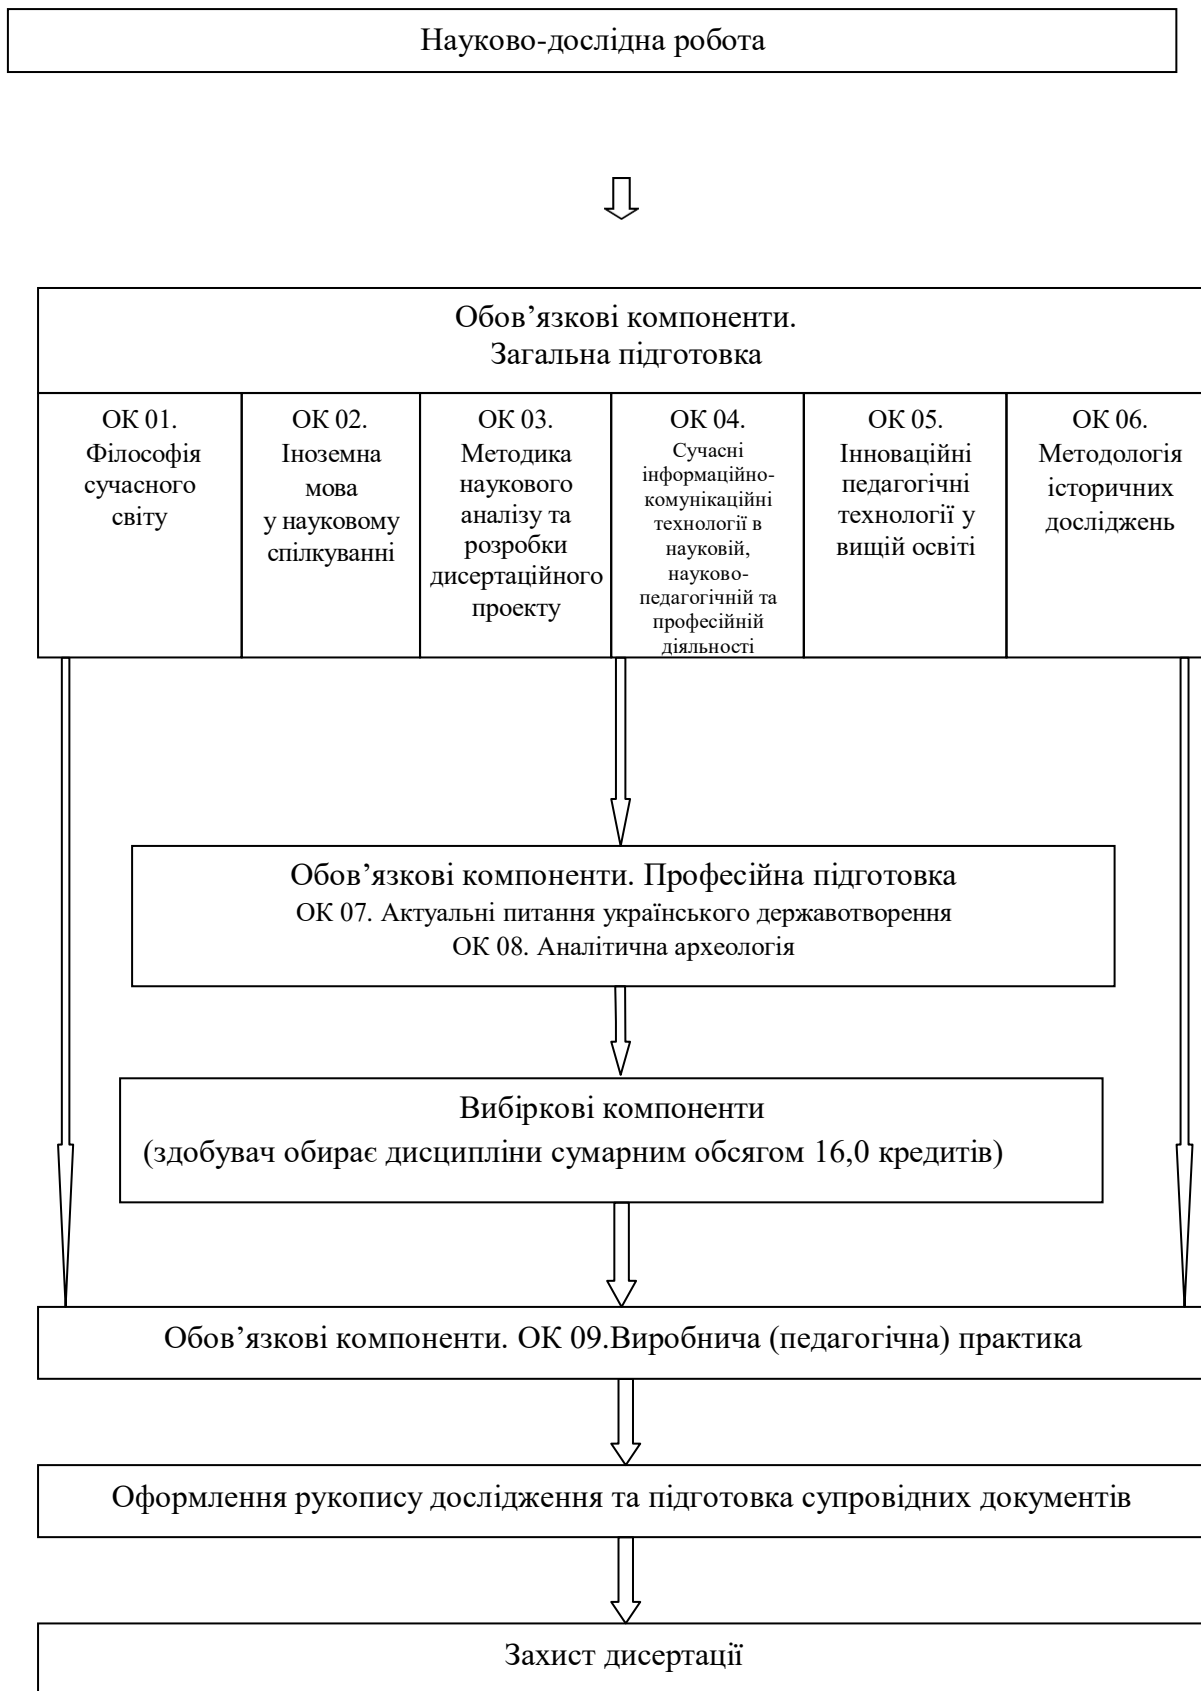 Науково-дослідна робота
Обов’язкові компоненти.
Загальна підготовка
ОК 01.
Філософія
сучасного
світу
ОК 02.
Іноземна
мова
у науковому
спілкуванні
ОК 03.
Методика
наукового
аналізу та
розробки
дисертаційного
проекту
ОК 04.
Сучасні
інформаційно-
комунікаційні
технології в
науковій,
науково-
педагогічній та
професійній
діяльності
ОК 05.
Інноваційні
педагогічні
технології у
вищій освіті
ОК 06.
Методологія
історичних
досліджень
Обов’язкові компоненти. Професійна підготовка
ОК 07. Актуальні питання українського державотворення
ОК 08. Аналітична археологія
Вибіркові компоненти
(здобувач обирає дисципліни сумарним обсягом 16,0 кредитів)
Обов’язкові компоненти. ОК 09.Виробнича (педагогічна) практика
Оформлення рукопису дослідження та підготовка супровідних документів
Захист дисертації